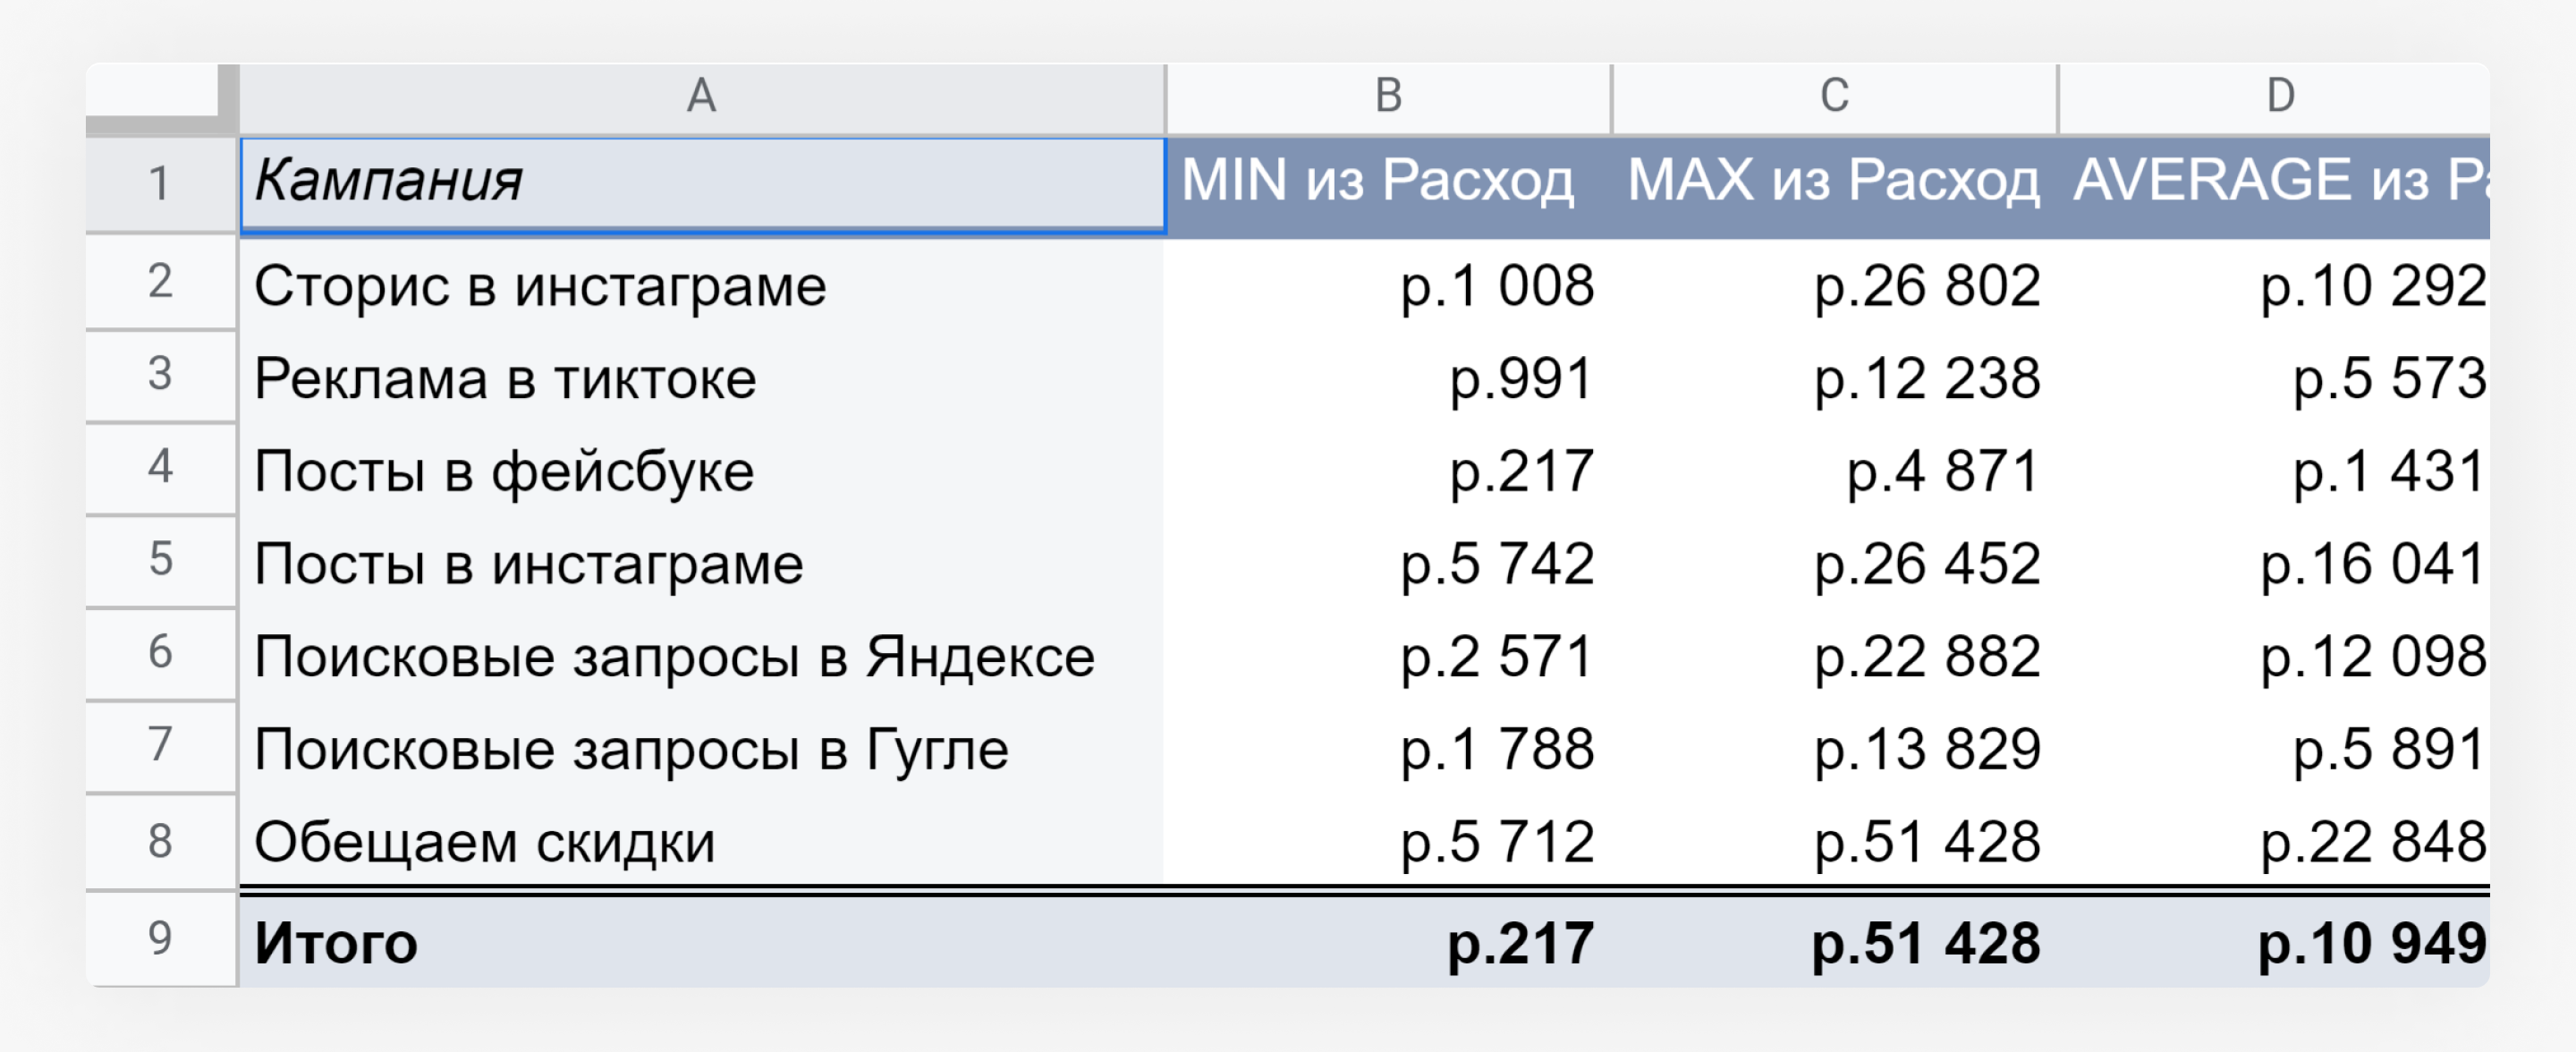 A B C D
1 Кампания MIN из Расход MAX из Расход AVERAGE из
2 Сторис в инстаграме р.1 008 р.26 802 р.10 292
3 Реклама в тиктоке р.991 р.12 238 р.5 573
4 Посты в фейсбуке р.217 р.4 871 р.1 431
5 Посты в инстаграме р.5 742 р.26 452 р.16 041
6 Поисковые запросы в Яндексе р.2 571 р.22 882 р.12 098
7 Поисковые запросы в Гугле р.1 788 р.13 829 р.5 891
8 Обещаем скидки р.5 712 р.51 428 р.22 848
9 Итого р.217 р.51 428 р.10 949